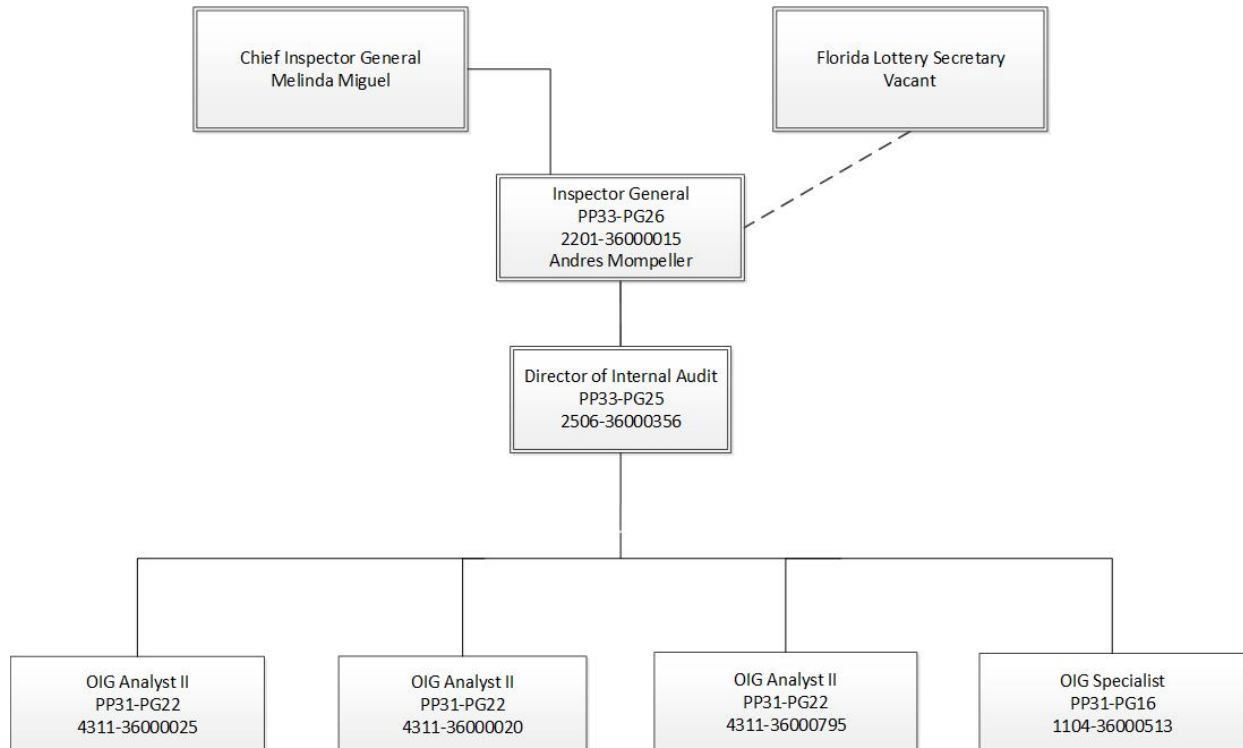 Chief Inspector General
Melinda Miguel
Florida Lottery Secretary
Vacant
Inspector General
PP33-PG26
2201-36000015
Andres Mompeller
Director of Internal Audit
PP33-PG25
2506-36000356
OIG Analyst II
PP31-PG22
4311-36000025
OIG Analyst II
PP31-PG22
4311-36000020
OIG Analyst II
PP31-PG22
4311-36000795
OIG Specialist
PP31-PG16
1104-36000513